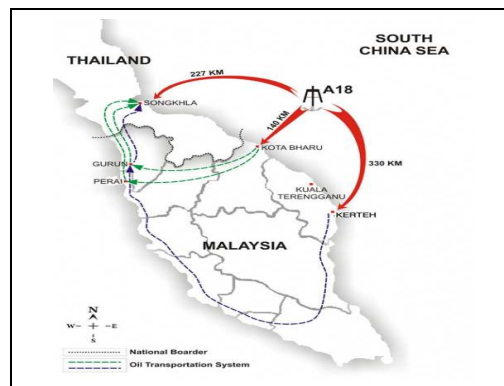 SOUTH
CHINA SEA
THAILAND
227 KM
A18
SONGKHLA
140 KM
KOTA BHARU
330 KM
GURUN
PERAI
KUALA
TERENGGANU
KERTEH
MALAYSIA
N
W
E
S
National Boarder
Oil Transportation System